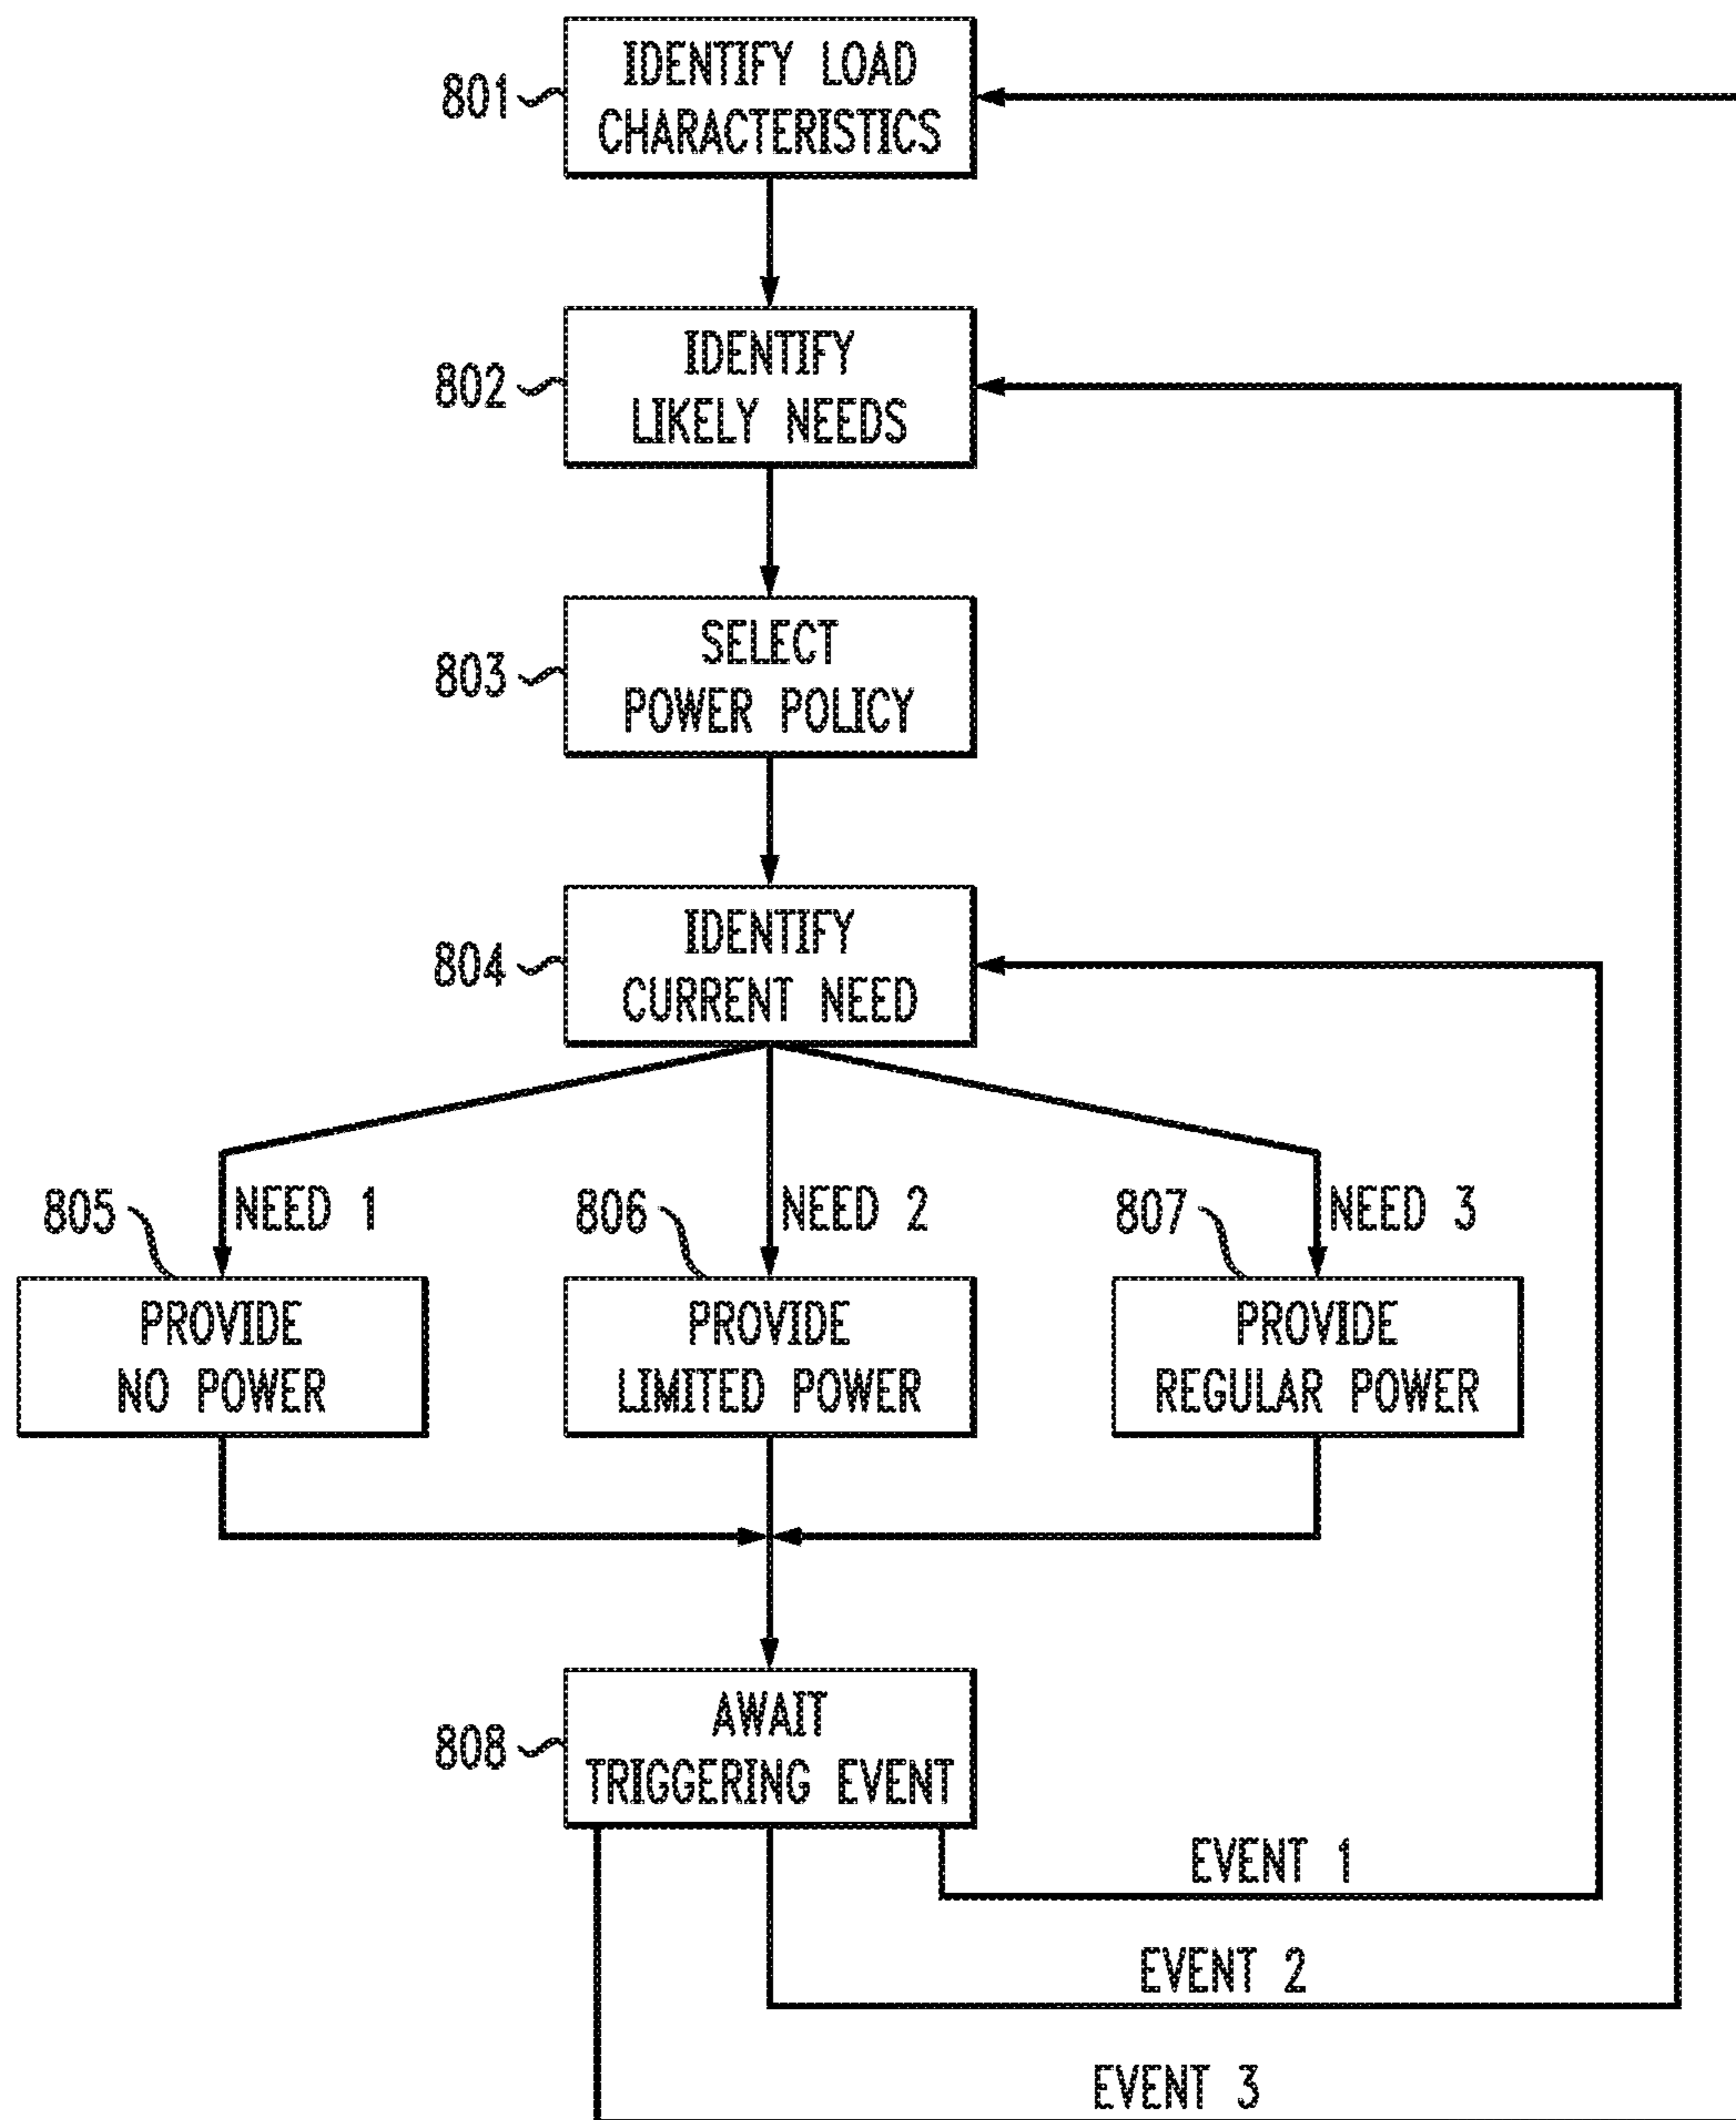 801
IDENTIFY LOAD
CHARACTERISTICS
802
IDENTIFY
LIKELY NEEDS
803
SELECT
POWER POLICY
804
IDENTIFY
CURRENT NEED
805
NEED 1
806
NEED 2
807
NEED 3
PROVIDE
NO POWER
PROVIDE
LIMITED POWER
PROVIDE
REGULAR POWER
808
AWAIT
TRIGGERING EVENT
EVENT 1
EVENT 2
EVENT 3